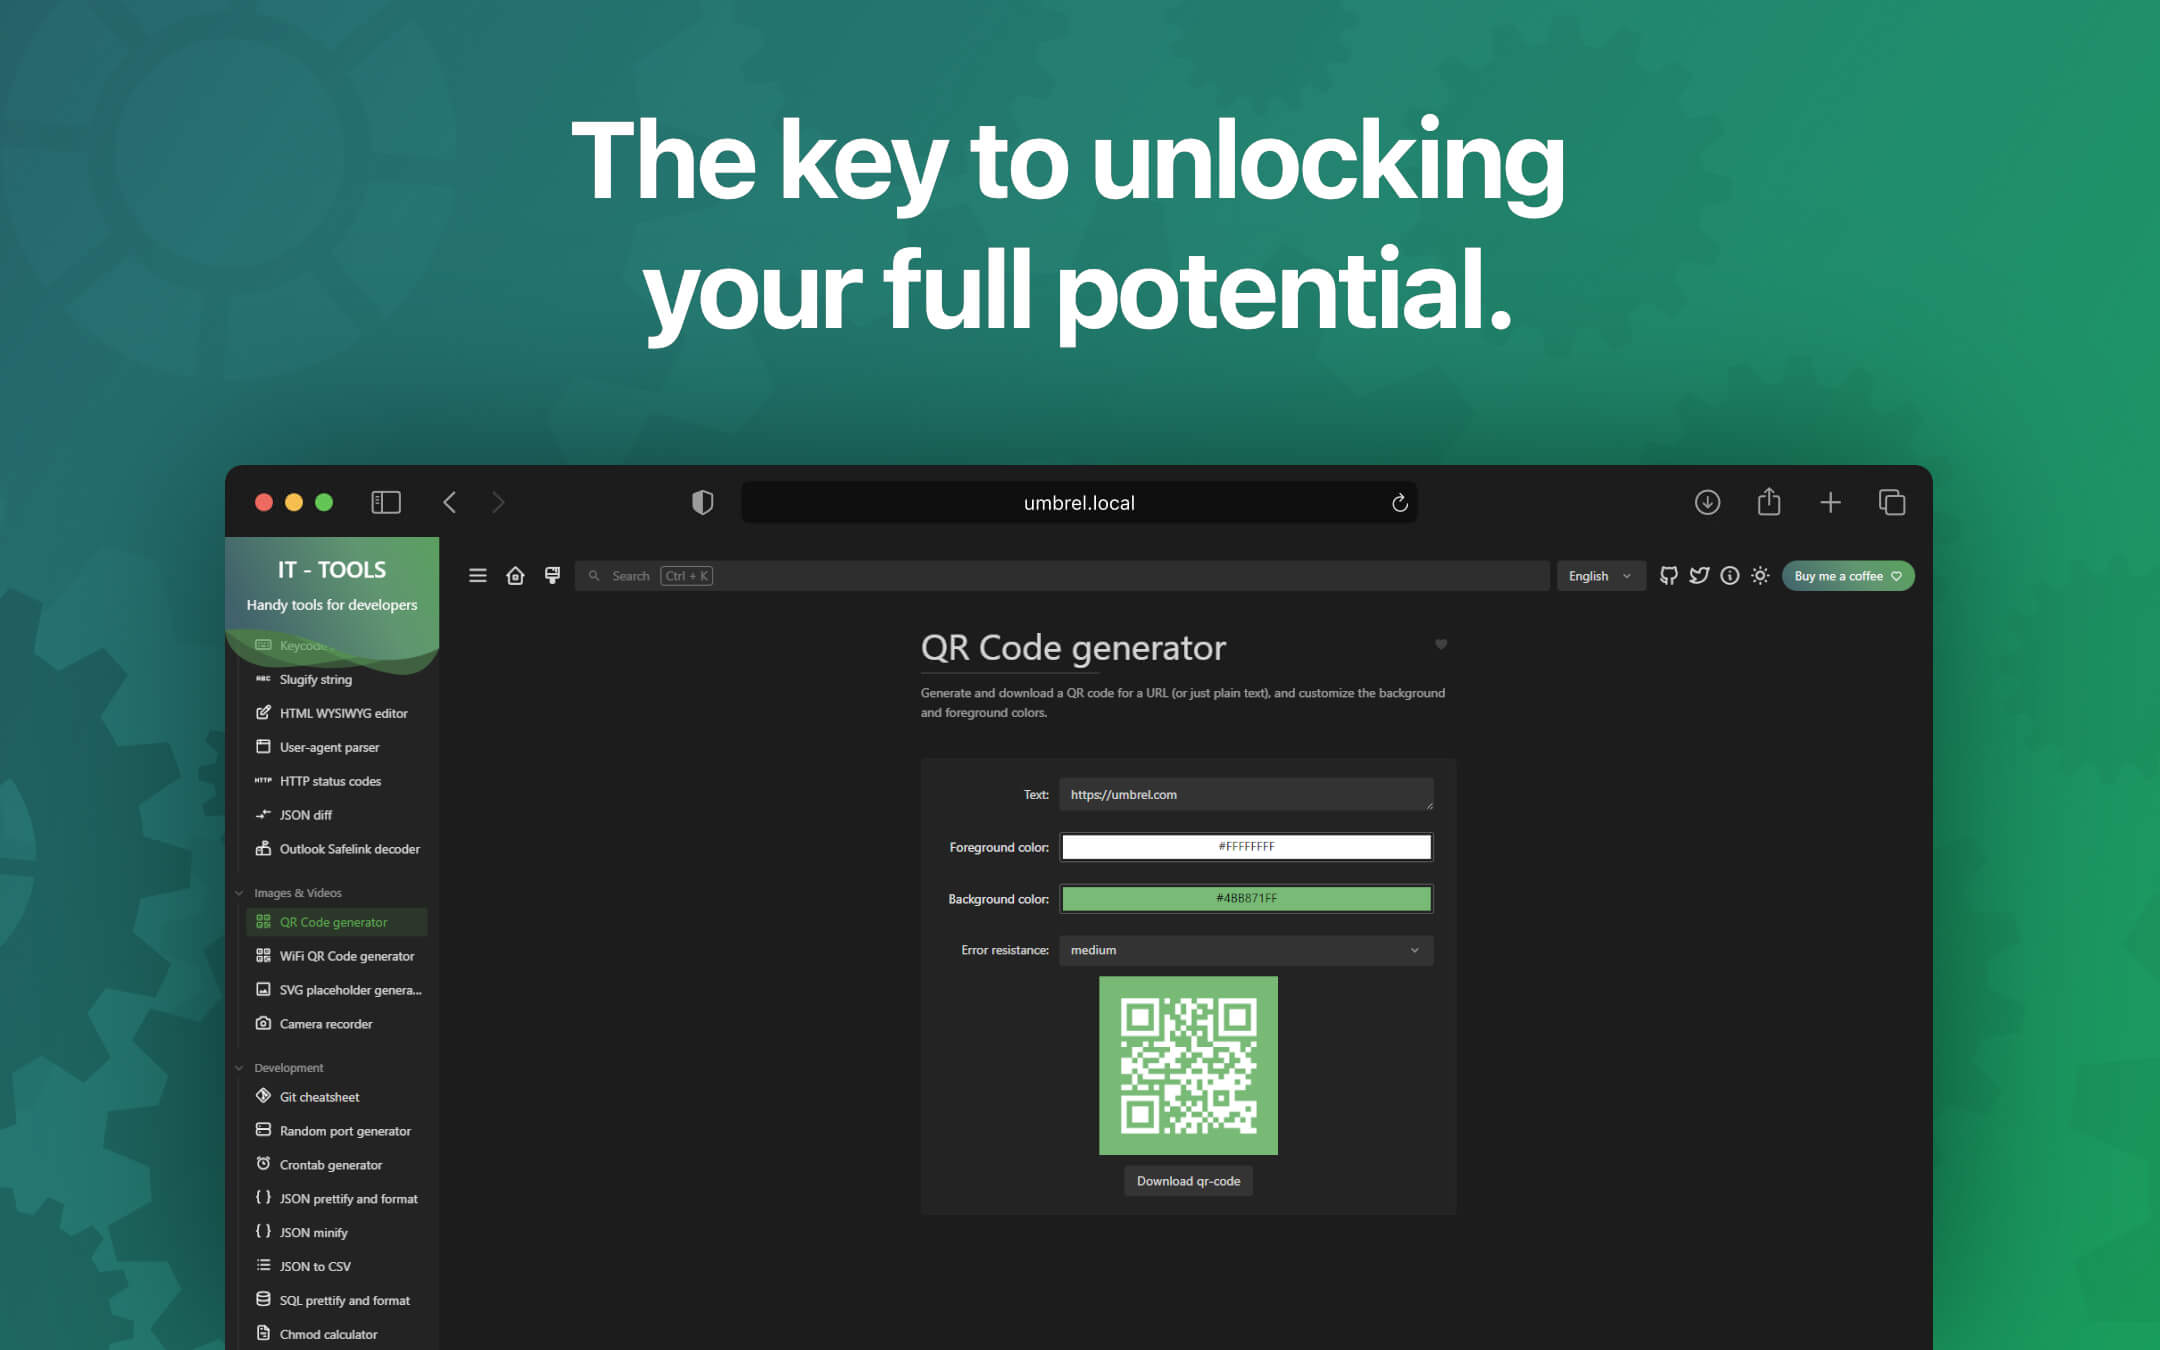 The key to unlocking
your full potential.
umbrel.local
IT - TOOLS
Handy tools for developers
Search Ctrl + K
English
Buy me a coffee
Keycode
ABC Slugify string
HTML WYSIWYG editor
User-agent parser
HTTP HTTP status codes
JSON diff
Outlook Safelink decoder
Images & Videos
QR Code generator
WiFi QR Code generator
SVG placeholder genera...
Camera recorder
Development
Git cheatsheet
Random port generator
Crontab generator
{ } JSON prettify and format
{ } JSON minify
JSON to CSV
SQL prettify and format
Chmod calculator
QR Code generator
Generate and download a QR code for a URL (or just plain text), and customize the background
and foreground colors.
Text: https://umbrel.com
Foreground color: #FFFFFFFF
Background color: #4BB871FF
Error resistance: medium
Download qr-code